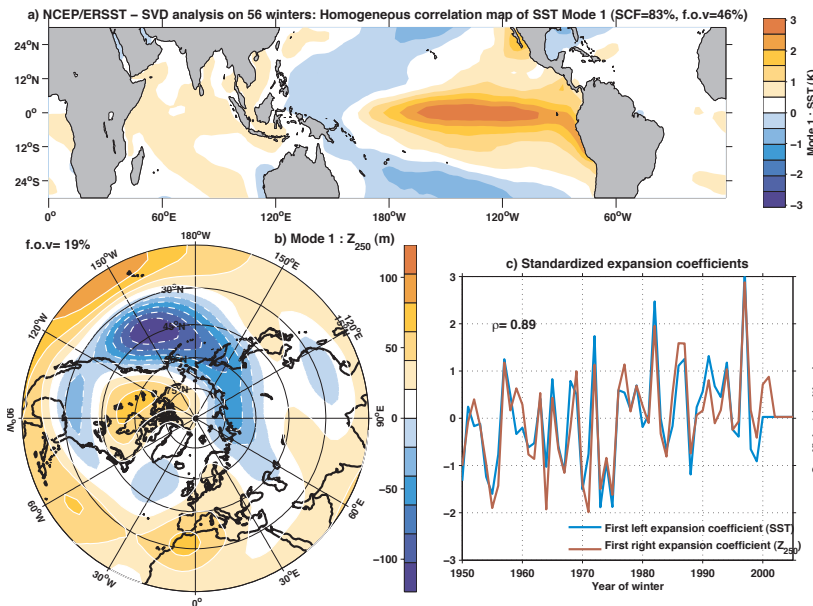 a) NCEP/ERSST – SVD analysis on 56 winters: Homogeneous correlation map of SST Mode 1 (SCF=83%, f.o.v=46%)
24°N
12°N
0°
12°S
24°S
0°
60°E
120°E
180°W
120°W
60°W
3
2
1
0
−1
−2
−3
Mode 1 : SST (K)
f.o.v= 19%
b) Mode 1 : Z250 (m)
180°W
150°W
150°E
120°W
120°E
90°W
90°E
60°W
60°E
30°W
30°E
0°
30°N
45°N
75°N
100
50
0
−50
−100
c) Standardized expansion coefficients
ρ= 0.89
3
2
1
0
−1
−2
−3
First left expansion coefficient (SST)
First right expansion coefficient (Z250)
1950
1960
1970
1980
1990
2000
Year of winter